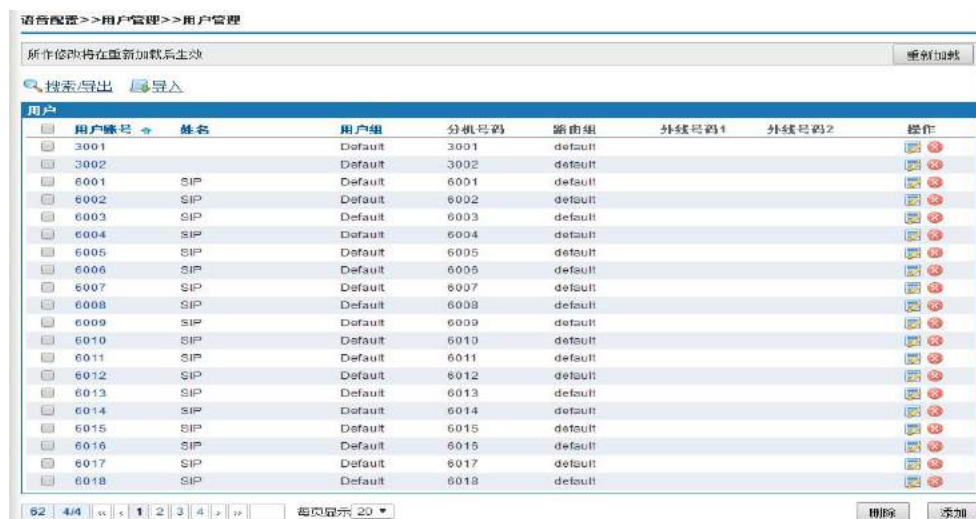 语音配置>>用户管理>>用户管理
所作修改将在重新加载后生效 重新加载
搜索/导出 导入
用户
用户账号 姓名 用户组 分机号码 路由组 外线号码1 外线号码2 操作
3001 Default 3001 default
3002 Default 3002 default
6001 SIP Default 6001 default
6002 SIP Default 6002 default
6003 SIP Default 6003 default
6004 SIP Default 6004 default
6005 SIP Default 6005 default
6006 SIP Default 6006 default
6007 SIP Default 6007 default
6008 SIP Default 6008 default
6009 SIP Default 6009 default
6010 SIP Default 6010 default
6011 SIP Default 6011 default
6012 SIP Default 6012 default
6013 SIP Default 6013 default
6014 SIP Default 6014 default
6015 SIP Default 6015 default
6016 SIP Default 6016 default
6017 SIP Default 6017 default
6018 SIP Default 6018 default
62 4/4 « ‹ 1 2 3 4 › » 每页显示 20 删除 添加